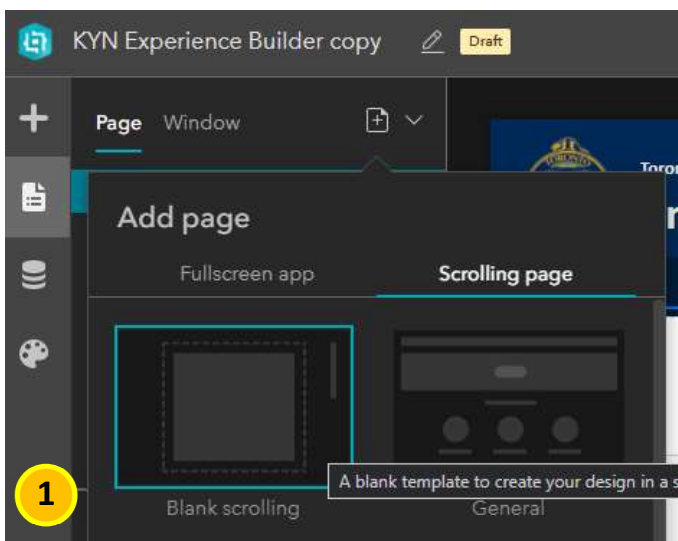 KYN Experience Builder copy Draft
Page Window
TORONTO
Add page
Fullscreen app Scrolling page
A blank template to create your design in a s
Blank scrolling General
1